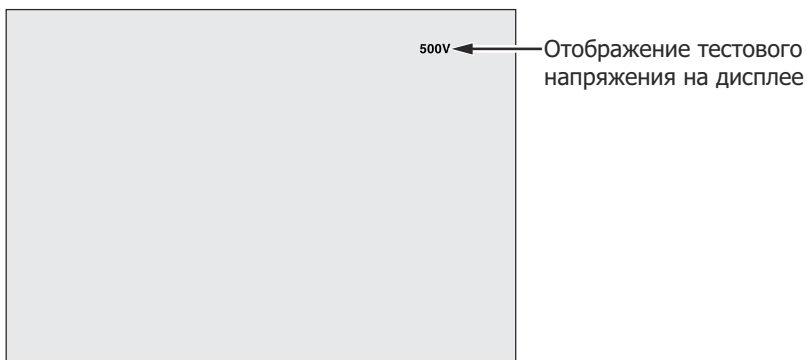 500V
Отображение тестового
напряжения на дисплее